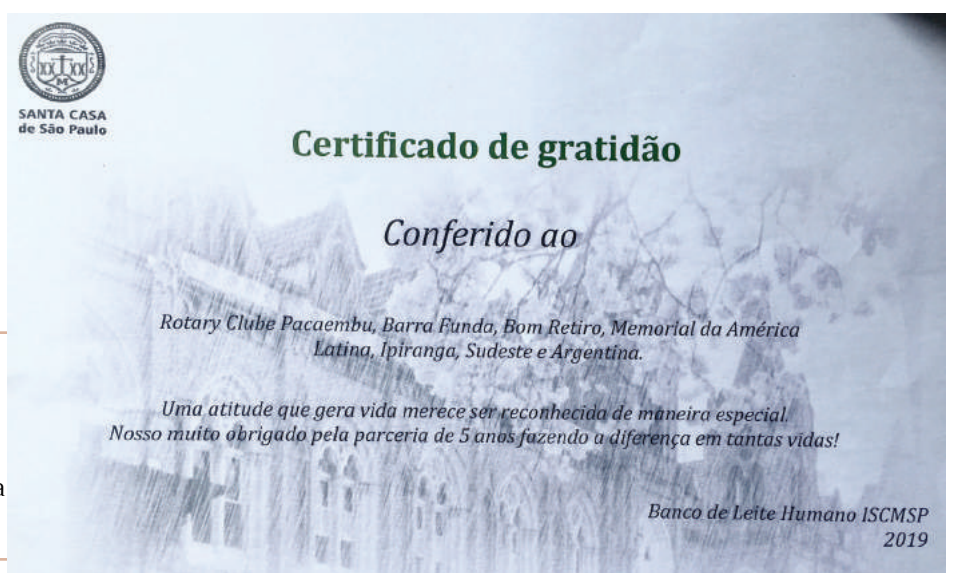 SANTA CASA
de São Paulo
Certificado de gratidão
Conferido ao
Rotary Clube Pacaembu, Barra Funda, Bom Retiro, Memorial da América
Latina, Ipiranga, Sudeste e Argentina.
Uma atitude que gera vida merece ser reconhecida de maneira especial.
Nosso muito obrigado pela parceria de 5 anos fazendo a diferença em tantas vidas!
a
Banco de Leite Humano ISCMSP
2019